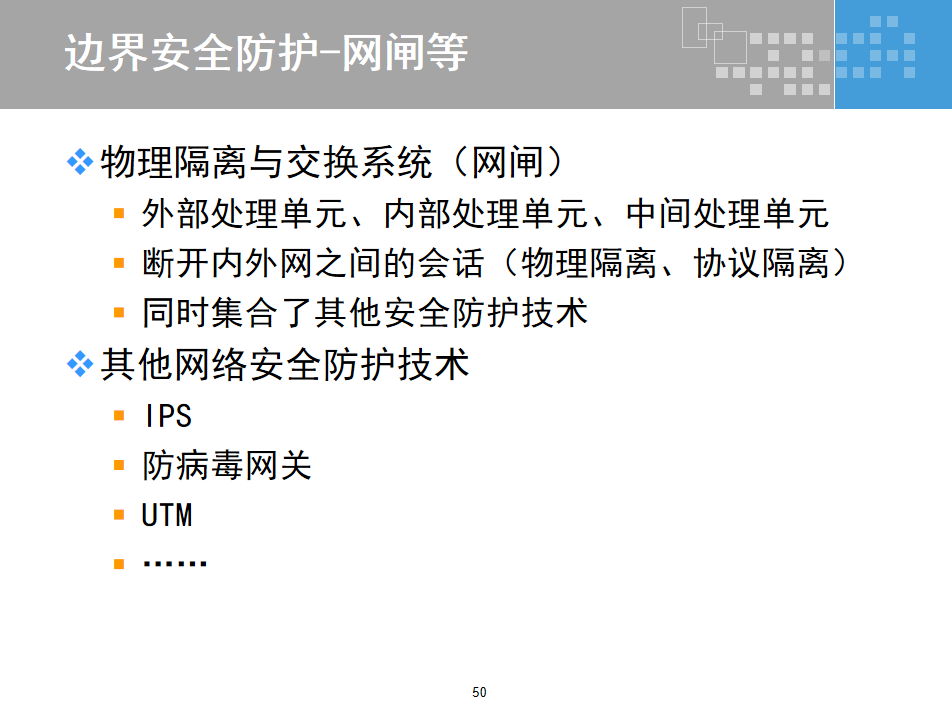 边界安全防护-网闸等
物理隔离与交换系统（网闸）
外部处理单元、内部处理单元、中间处理单元
断开内外网之间的会话（物理隔离、协议隔离）
同时集合了其他安全防护技术
其他网络安全防护技术
IPS
防病毒网关
UTM
……
50